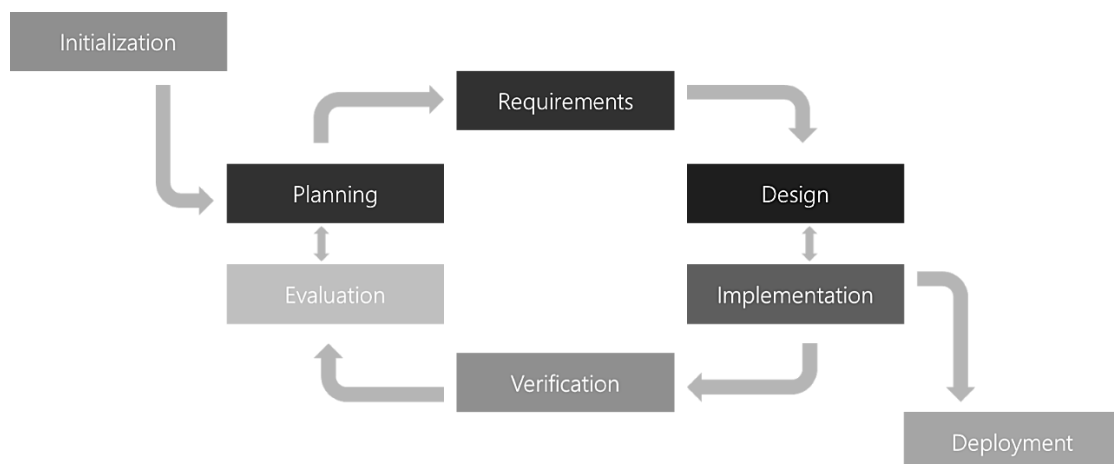 Initialization
Requirements
Planning
Design
Evaluation
Implementation
Verification
Deployment